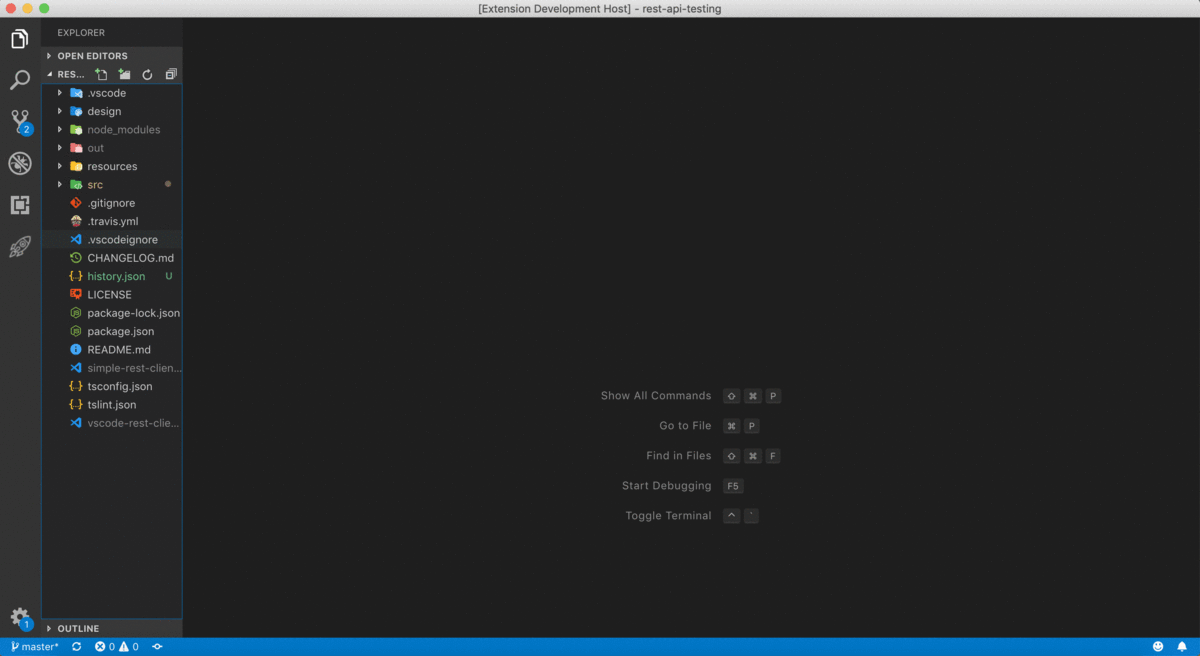 [Extension Development Host] - rest-api-testing
EXPLORER
OPEN EDITORS
RES...
.vscode
design
node_modules
out
resources
src
.gitignore
.travis.yml
.vscodeignore
CHANGELOG.md
history.json U
LICENSE
package-lock.json
package.json
README.md
simple-rest-clien...
tsconfig.json
tslint.json
vscode-rest-clie...
2
Show All Commands ⇧ ⌘ P
Go to File ⌘ P
Find in Files ⇧ ⌘ F
Start Debugging F5
Toggle Terminal ^ `
1
OUTLINE
master* 0 0